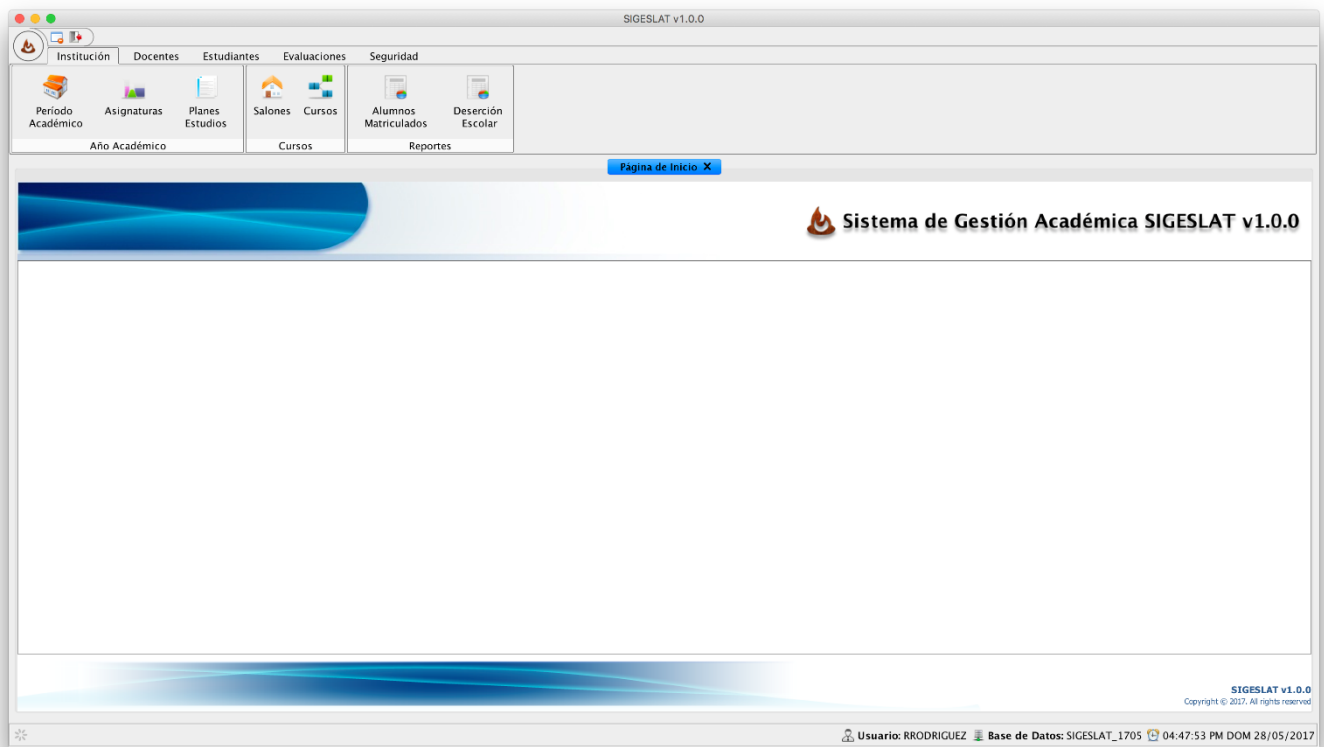 SIGESLAT v1.0.0
Institución Docentes Estudiantes Evaluaciones Seguridad
Período Académico
Asignaturas
Planes Estudios
Salones
Cursos
Alumnos Matriculados
Deserción Escolar
Año Académico
Cursos
Reportes
Página de Inicio X
Sistema de Gestión Académica SIGESLAT v1.0.0
SIGESLAT v1.0.0
Copyright © 2017. All rights reserved
Usuario: RRODRIGUEZ Base de Datos: SIGESLAT_1705 04:47:53 PM DOM 28/05/2017